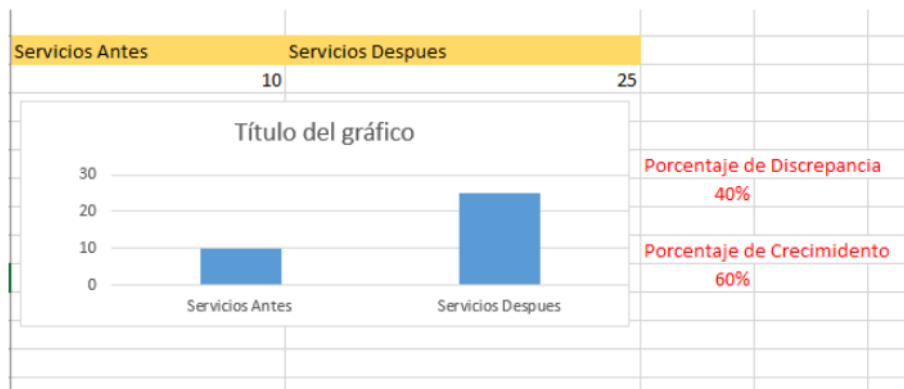 Servicios Antes Servicios Despues
10 25
Título del gráfico
30
20
10
0
Servicios Antes Servicios Despues
Porcentaje de Discrepancia
40%
Porcentaje de Crecimidento
60%